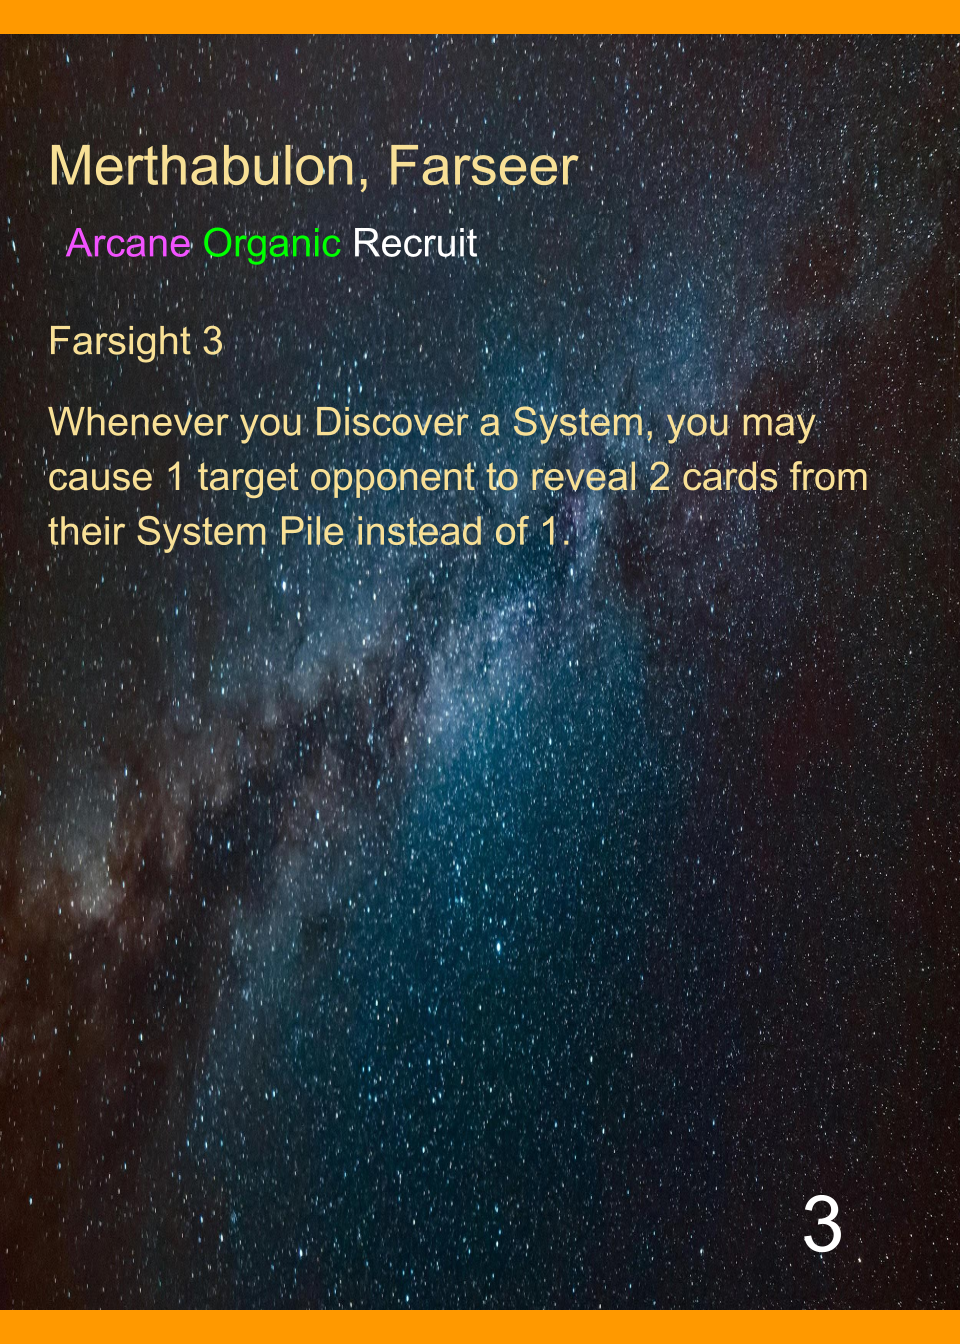 Merthabulon, Farseer
Arcane Organic Recruit
Farsight 3
Whenever you Discover a System, you may
cause 1 target opponent to reveal 2 cards from
their System Pile instead of 1.
3